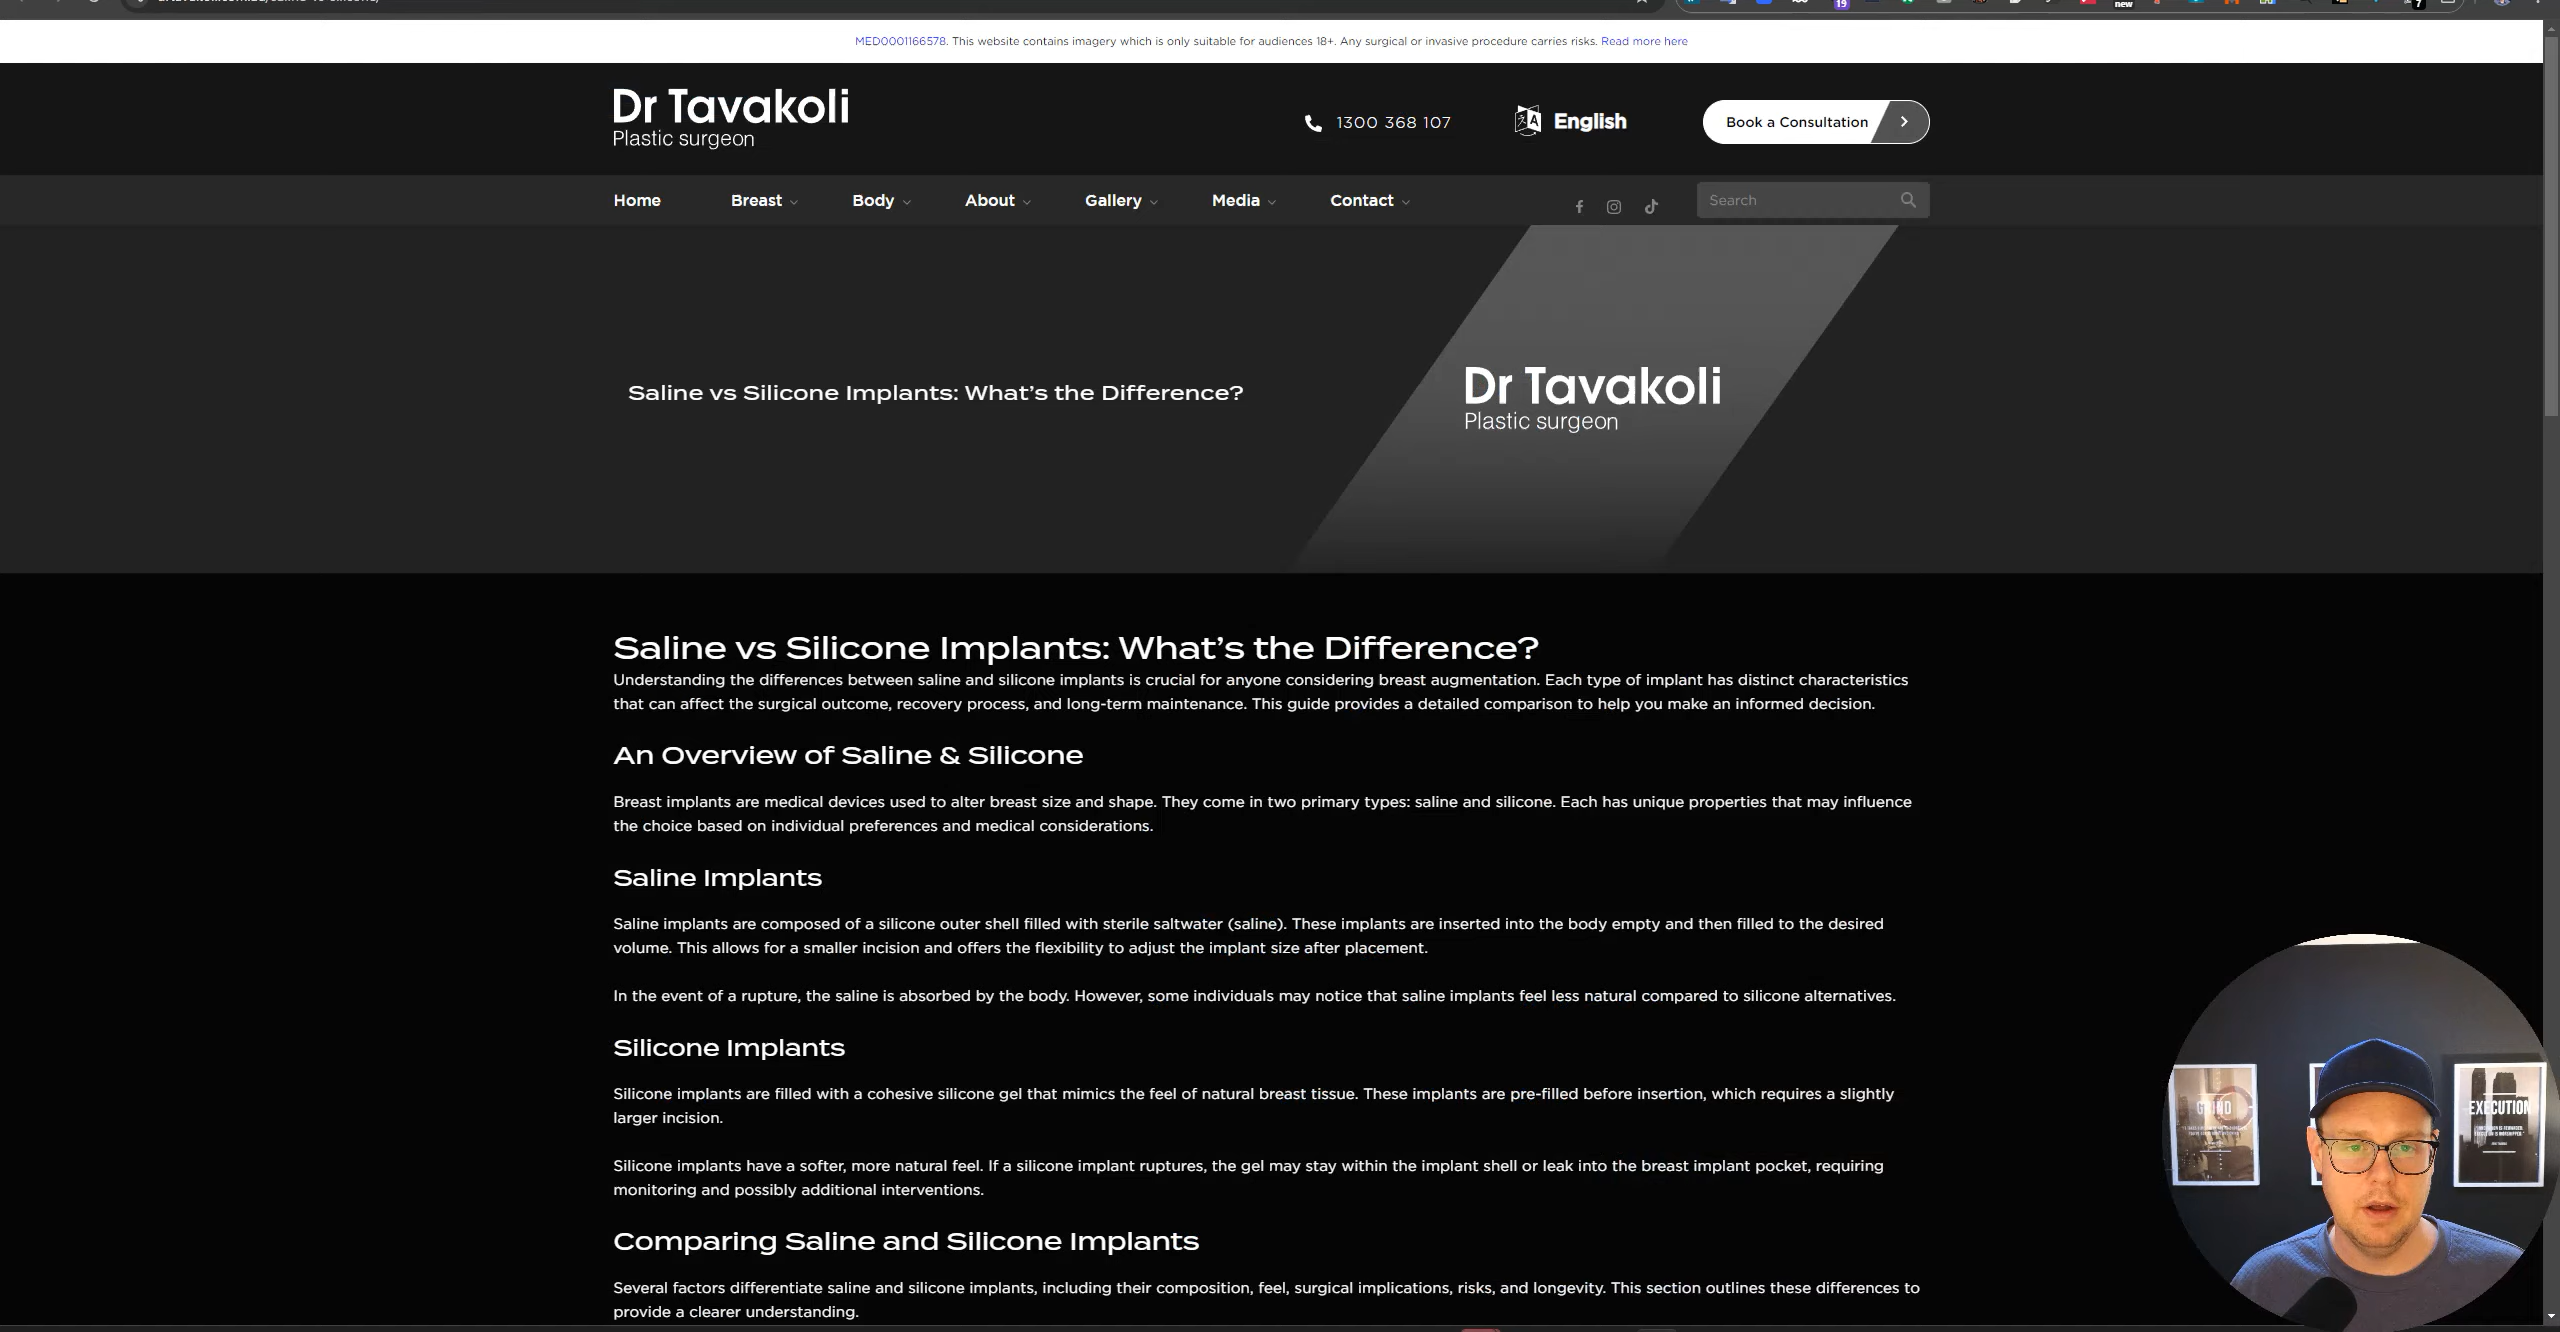 19
new
7
MED0001166578. This website contains imagery which is only suitable for audiences 18+. Any surgical or invasive procedure carries risks. Read more here
Dr Tavakoli
Plastic surgeon
1300 368 107
English
Book a Consultation
Home Breast Body About Gallery Media Contact
Search
Saline vs Silicone Implants: What's the Difference?
Dr Tavakoli
Plastic surgeon
Saline vs Silicone Implants: What's the Difference?
Understanding the differences between saline and silicone implants is crucial for anyone considering breast augmentation. Each type of implant has distinct characteristics
that can affect the surgical outcome, recovery process, and long-term maintenance. This guide provides a detailed comparison to help you make an informed decision.
An Overview of Saline & Silicone
Breast implants are medical devices used to alter breast size and shape. They come in two primary types: saline and silicone. Each has unique properties that may influence
the choice based on individual preferences and medical considerations.
Saline Implants
Saline implants are composed of a silicone outer shell filled with sterile saltwater (saline). These implants are inserted into the body empty and then filled to the desired
volume. This allows for a smaller incision and offers the flexibility to adjust the implant size after placement.
In the event of a rupture, the saline is absorbed by the body. However, some individuals may notice that saline implants feel less natural compared to silicone alternatives.
Silicone Implants
Silicone implants are filled with a cohesive silicone gel that mimics the feel of natural breast tissue. These implants are pre-filled before insertion, which requires a slightly
larger incision.
Silicone implants have a softer, more natural feel. If a silicone implant ruptures, the gel may stay within the implant shell or leak into the breast implant pocket, requiring
monitoring and possibly additional interventions.
Comparing Saline and Silicone Implants
Several factors differentiate saline and silicone implants, including their composition, feel, surgical implications, risks, and longevity. This section outlines these differences to
provide a clearer understanding.
GRIND
EXECUTION